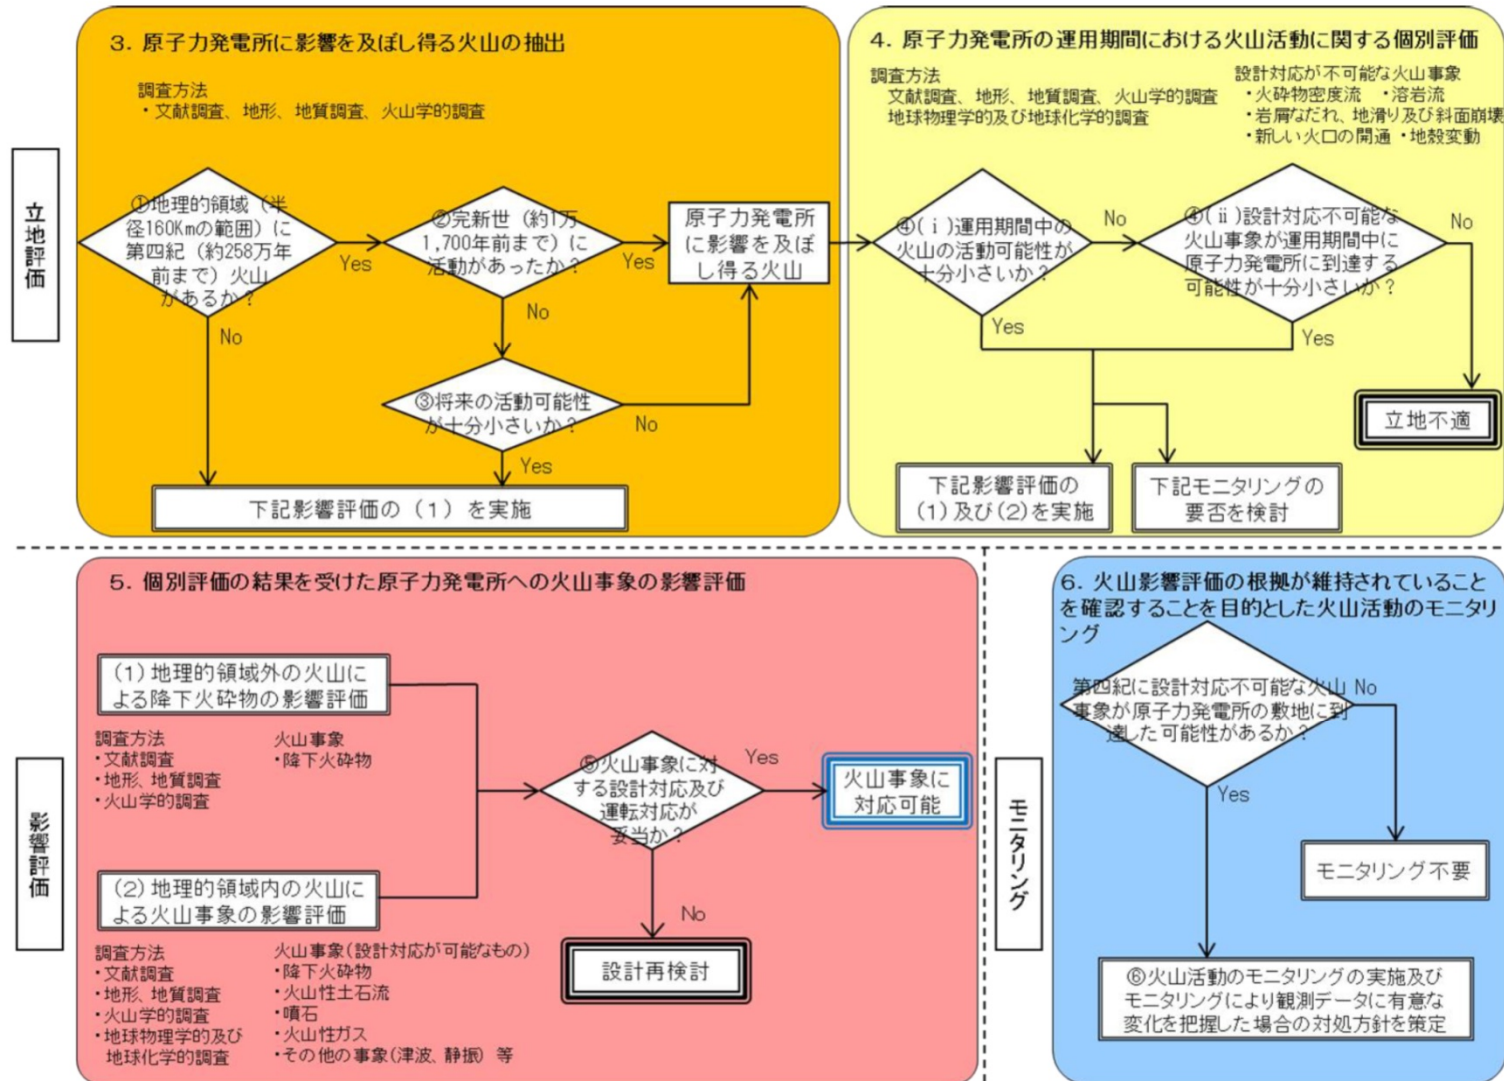 立地評価
3. 原子力発電所に影響を及ぼし得る火山の抽出
調査方法
・文献調査、地形、地質調査、火山学的調査
①地理的領域（半
径160Kmの範囲）に
第四紀（約258万年
前まで）火山
があるか？
Yes
No
②完新世（約1万
1,700年前まで）に
活動があったか？
Yes
No
原子力発電所
に影響を及ぼ
し得る火山
③将来の活動可能性
が十分小さいか？
No
Yes
下記影響評価の（1）を実施
4. 原子力発電所の運用期間における火山活動に関する個別評価
調査方法
文献調査、地形、地質調査、火山学的調査
地球物理学的及び地球化学的調査
設計対応が不可能な火山事象
・火砕物密度流 ・溶岩流
・岩屑なだれ、地滑り及び斜面崩壊
・新しい火口の開通 ・地殻変動
④(ⅰ)運用期間中の
火山の活動可能性が
十分小さいか？
No
Yes
④(ⅱ)設計対応不可能な
火山事象が運用期間中に
原子力発電所に到達する
可能性が十分小さいか？
No
Yes
立地不適
下記影響評価の
(1)及び(2)を実施
下記モニタリングの
要否を検討
影響評価
5. 個別評価の結果を受けた原子力発電所への火山事象の影響評価
(1)地理的領域外の火山に
よる降下火砕物の影響評価
調査方法
・文献調査
・地形、地質調査
・火山学的調査
火山事象
・降下火砕物
(2)地理的領域内の火山に
よる火山事象の影響評価
調査方法
・文献調査
・地形、地質調査
・火山学的調査
・地球物理学的及び
地球化学的調査
火山事象(設計対応が可能なもの)
・降下火砕物
・火山性土石流
・噴石
・火山性ガス
・その他の事象(津波、静振) 等
⑤火山事象に対
する設計対応及び
運転対応が
妥当か？
Yes
No
火山事象に
対応可能
設計再検討
モニタリング
6. 火山影響評価の根拠が維持されていること
を確認することを目的とした火山活動のモニタリ
ング
第四紀に設計対応不可能な火山
事象が原子力発電所の敷地に到
達した可能性があるか？
No
Yes
モニタリング不要
⑥火山活動のモニタリングの実施及び
モニタリングにより観測データに有意な
変化を把握した場合の対処方針を策定